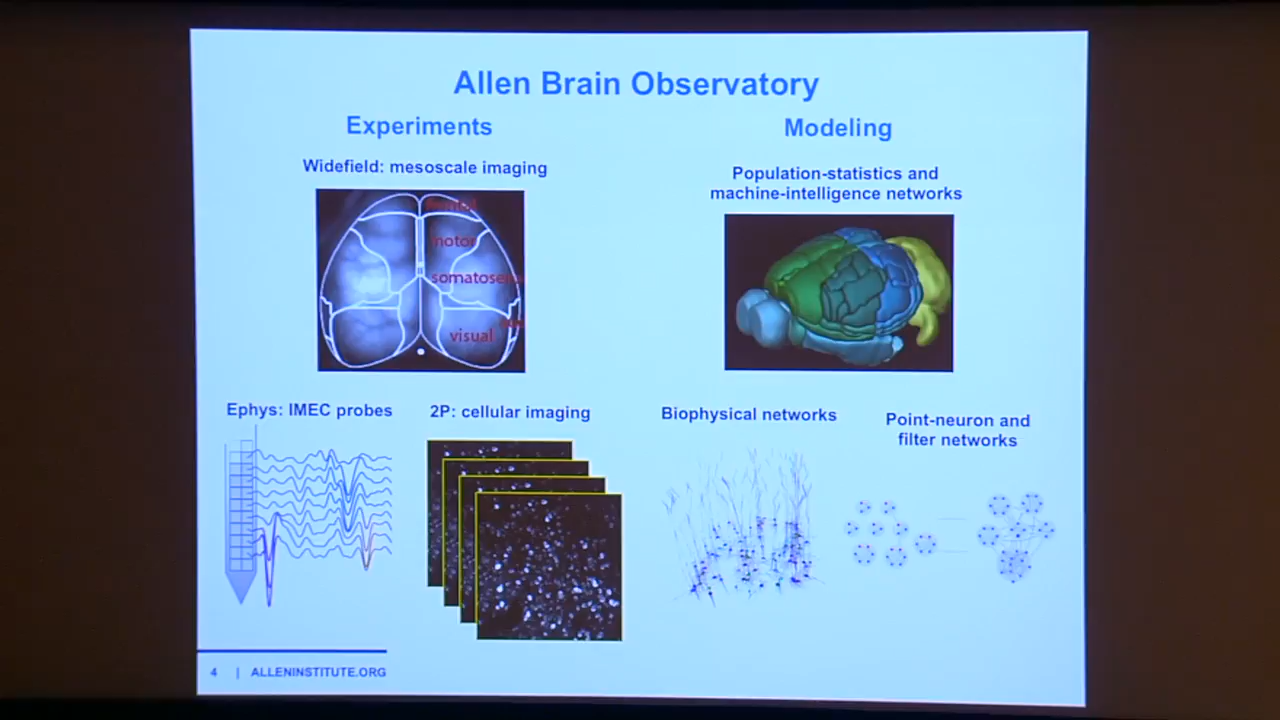 Allen Brain Observatory
Experiments
Modeling
Widefield: mesoscale imaging
Population-statistics and
machine-intelligence networks
motor
visual
Ephys: IMEC probes
2P: cellular imaging
Biophysical networks
Point-neuron and
filter networks
4 | ALLENINSTITUTE.ORG